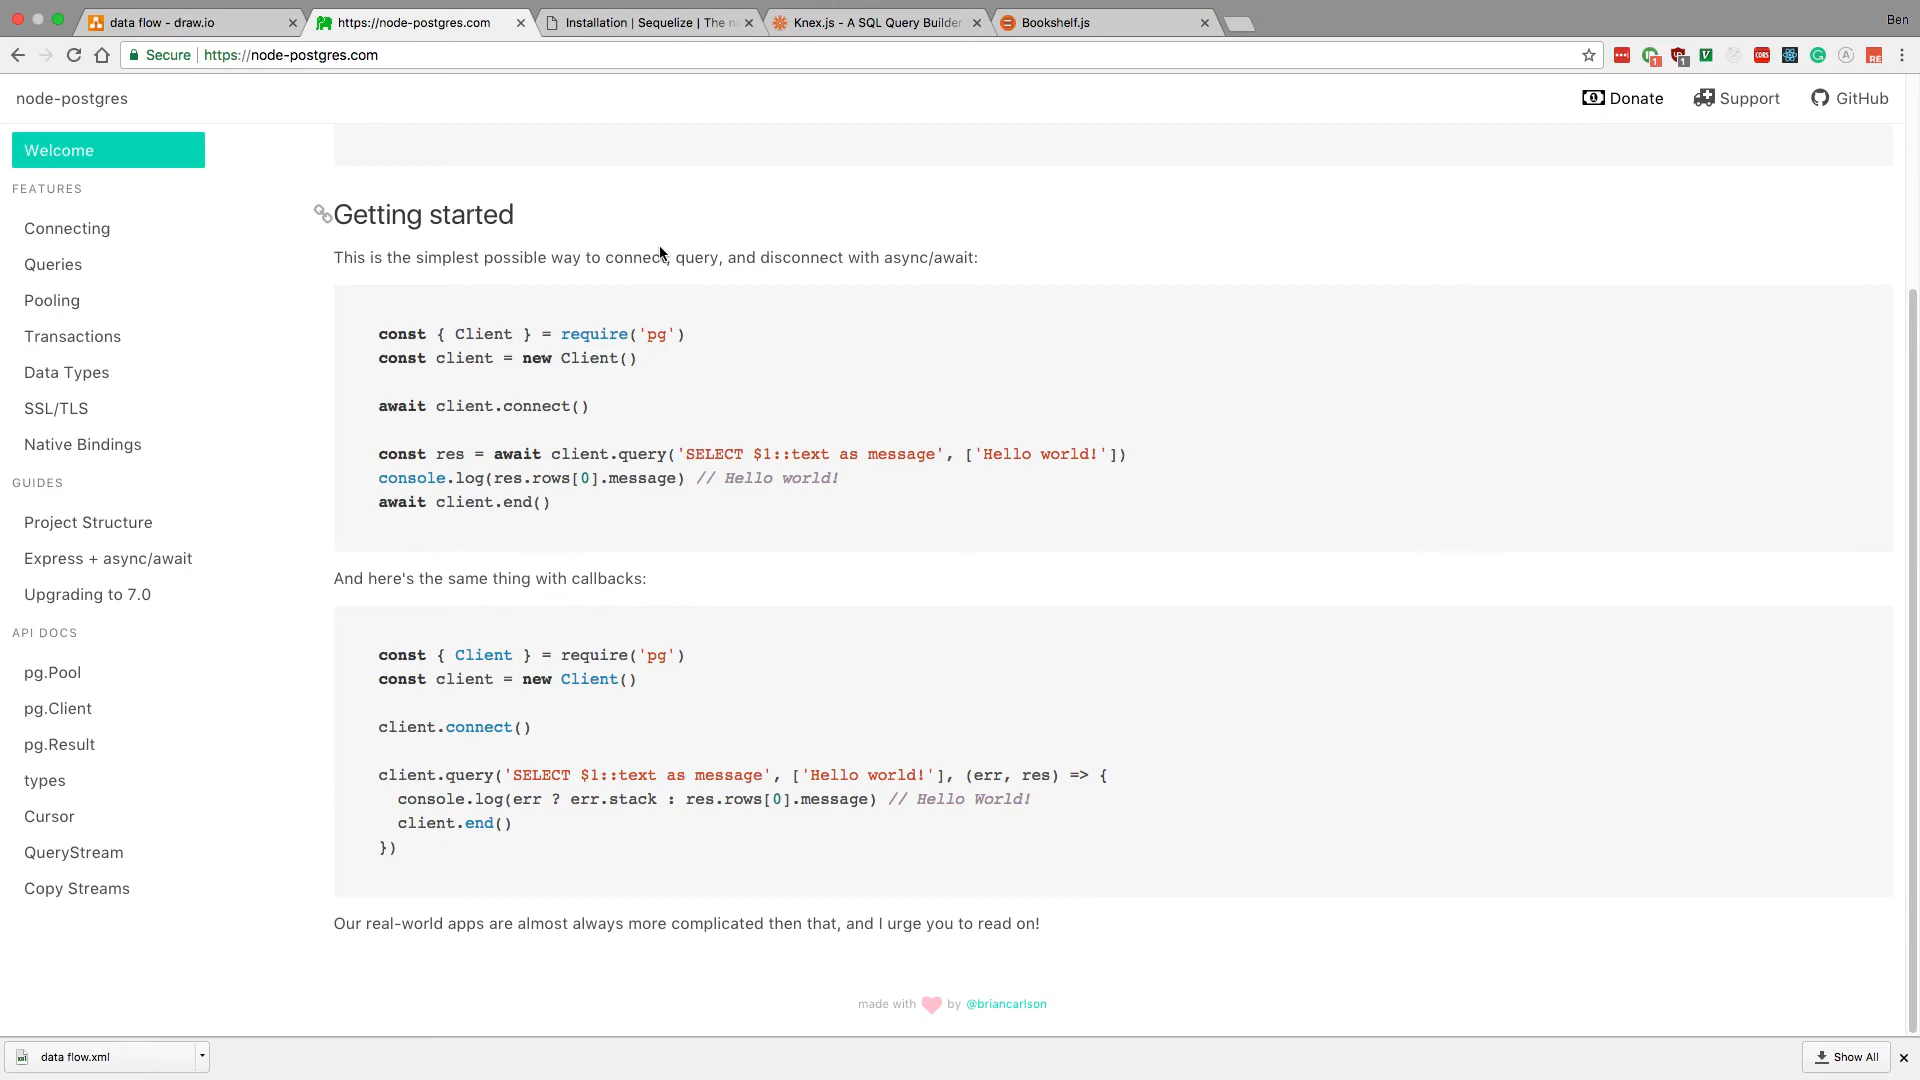 data flow - draw.io
https://node-postgres.com
Installation | Sequelize | The n
Knex.js - A SQL Query Builder
Bookshelf.js
Ben
Secure
https://node-postgres.com
1
1
V
CORS
A
RE
node-postgres
Donate
Support
GitHub
Welcome
FEATURES
Connecting
Queries
Pooling
Transactions
Data Types
SSL/TLS
Native Bindings
GUIDES
Project Structure
Express + async/await
Upgrading to 7.0
API DOCS
pg.Pool
pg.Client
pg.Result
types
Cursor
QueryStream
Copy Streams
Getting started
This is the simplest possible way to connect, query, and disconnect with async/await:
const { Client } = require('pg')
const client = new Client()
await client.connect()
const res = await client.query('SELECT $1::text as message', ['Hello world!'])
console.log(res.rows[0].message) // Hello world!
await client.end()
And here's the same thing with callbacks:
const { Client } = require('pg')
const client = new Client()
client.connect()
client.query('SELECT $1::text as message', ['Hello world!'], (err, res) => {
console.log(err ? err.stack : res.rows[0].message) // Hello World!
client.end()
})
Our real-world apps are almost always more complicated then that, and I urge you to read on!
made with by @briancarlson
data flow.xml
Show All